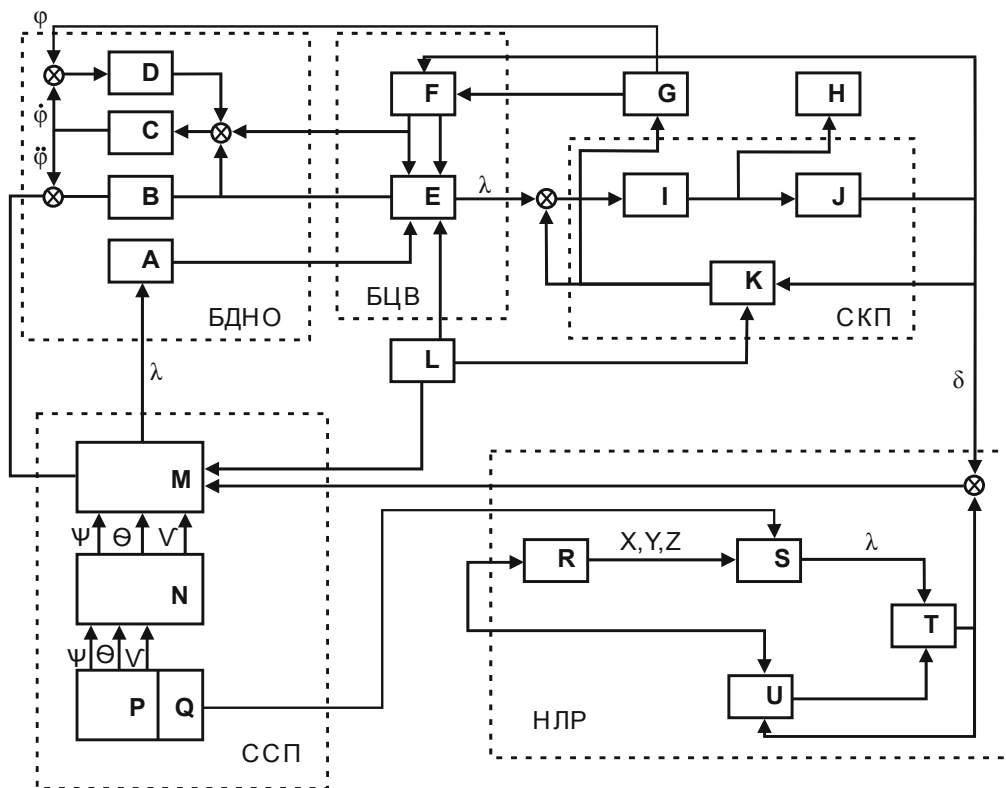 φ
D
F
G
H
φ̇
C
φ̈
B
E
λ
I
J
A
K
БДНО
БЦВ
СКП
L
λ
δ
M
Ψ Θ Ѵ
R
X,Y,Z
S
λ
N
T
Ψ Θ Ѵ
P
Q
U
НЛР
ССП